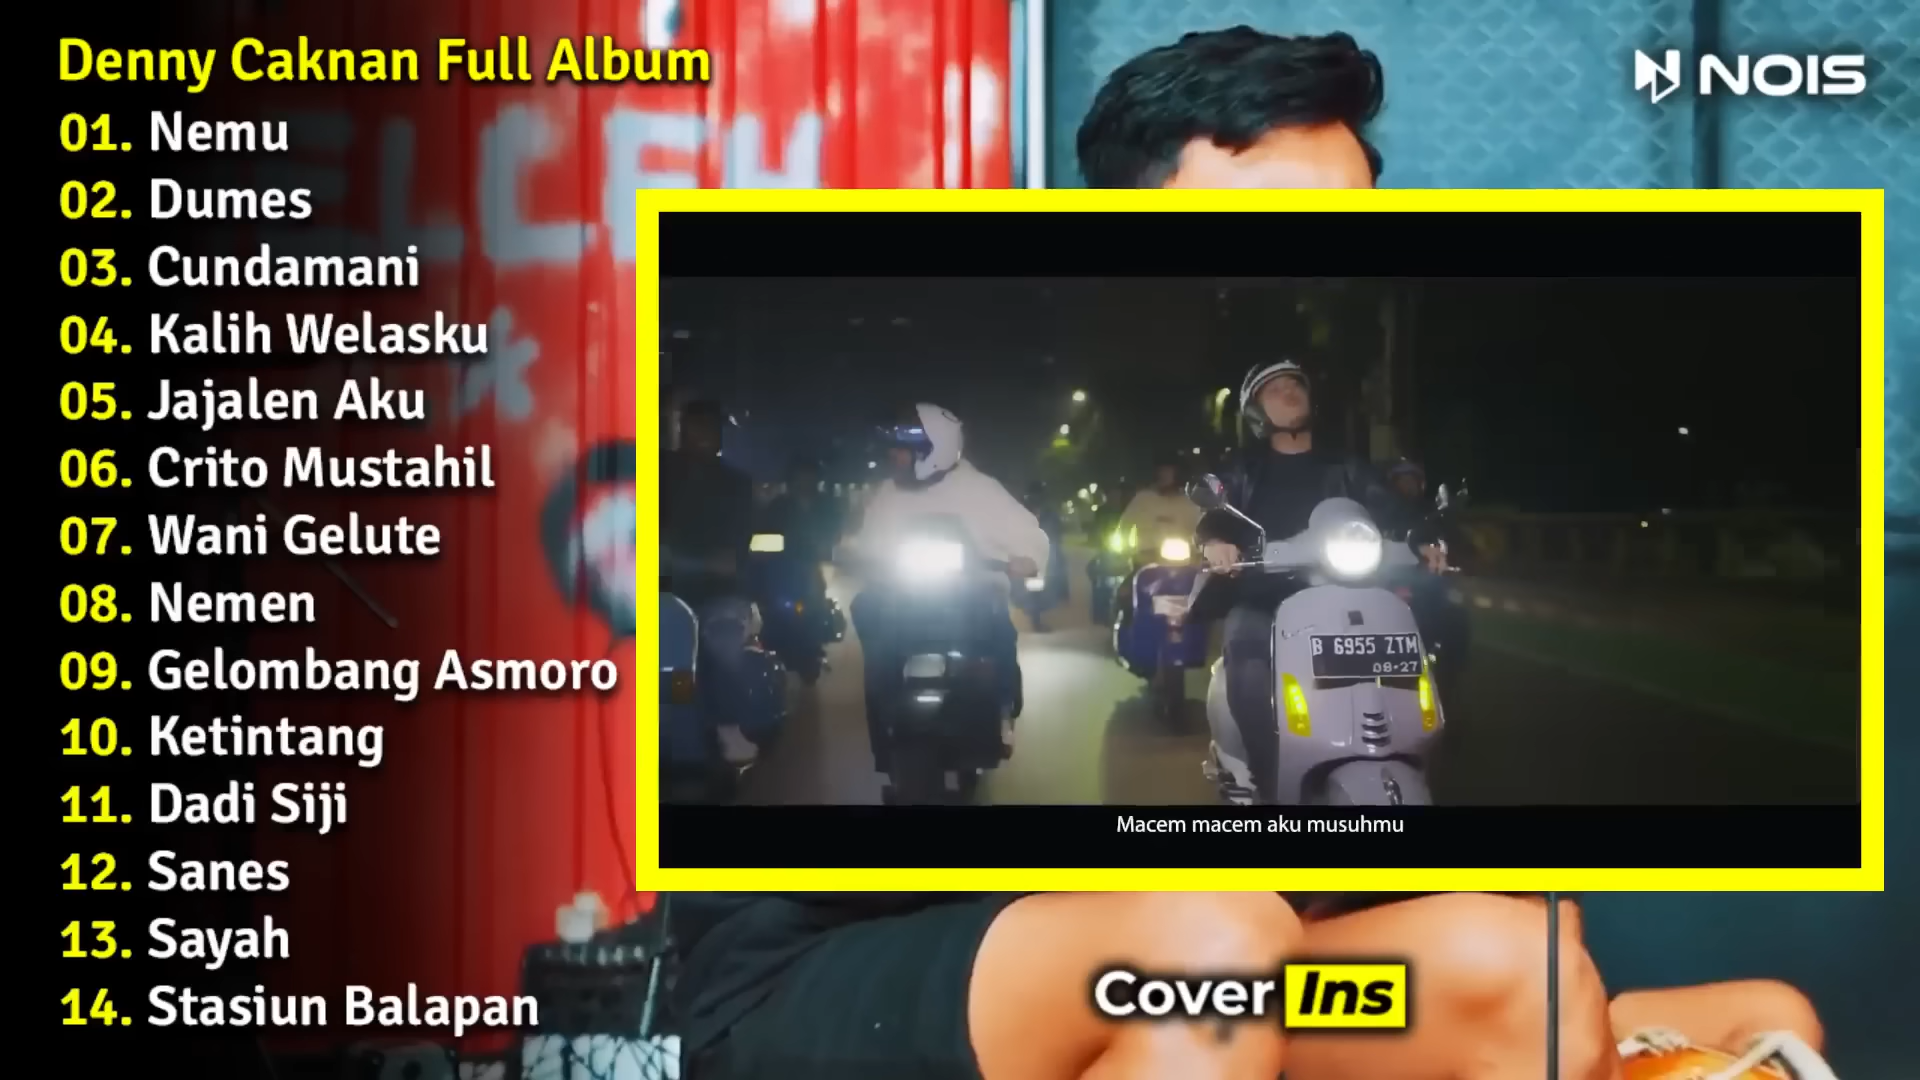 Denny Caknan Full Album
01. Nemu
02. Dumes
03. Cundamani
04. Kalih Welasku
05. Jajalen Aku
06. Crito Mustahil
07. Wani Gelute
08. Nemen
09. Gelombang Asmoro
10. Ketintang
11. Dadi Siji
12. Sanes
13. Sayah
14. Stasiun Balapan
NOIS
B 6955 ZTM
08-27
Macem macem aku musuhmu
Cover Ins